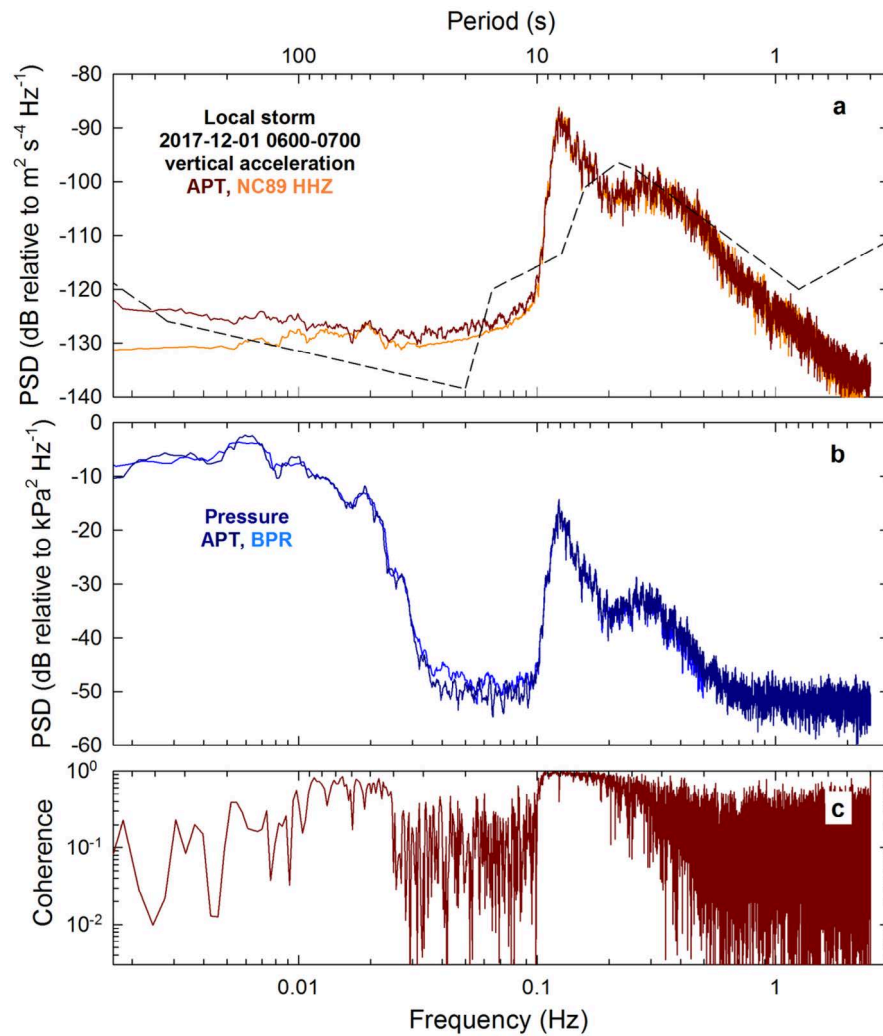 Period (s)
100 10 1
-80
-90
-100
-110
-120
-130
-140
PSD (dB relative to m² s⁻⁴ Hz⁻¹)
a
Local storm
2017-12-01 0600-0700
vertical acceleration
APT, NC89 HHZ
0
-10
-20
-30
-40
-50
-60
PSD (dB relative to kPa² Hz⁻¹)
b
Pressure
APT, BPR
10⁰
10⁻¹
10⁻²
Coherence
c
0.01 0.1 1
Frequency (Hz)